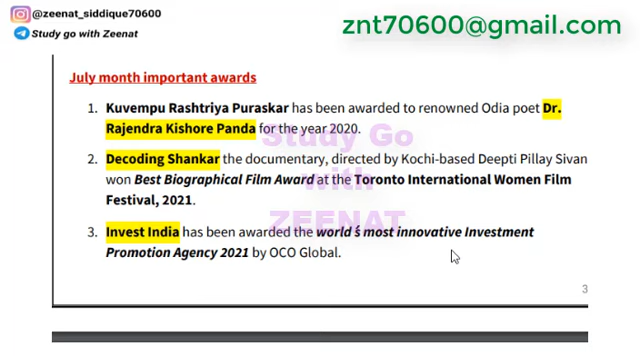 @zeenat_siddique70600
Study go with Zeenat
znt70600@gmail.com
July month important awards
1. Kuvempu Rashtriya Puraskar has been awarded to renowned Odia poet Dr.
Rajendra Kishore Panda for the year 2020.
2. Decoding Shankar the documentary, directed by Kochi-based Deepti Pillay Sivan
won Best Biographical Film Award at the Toronto International Women Film
Festival, 2021.
3. Invest India has been awarded the world ́s most innovative Investment
Promotion Agency 2021 by OCO Global.
Study Go
with
ZEENAT
3